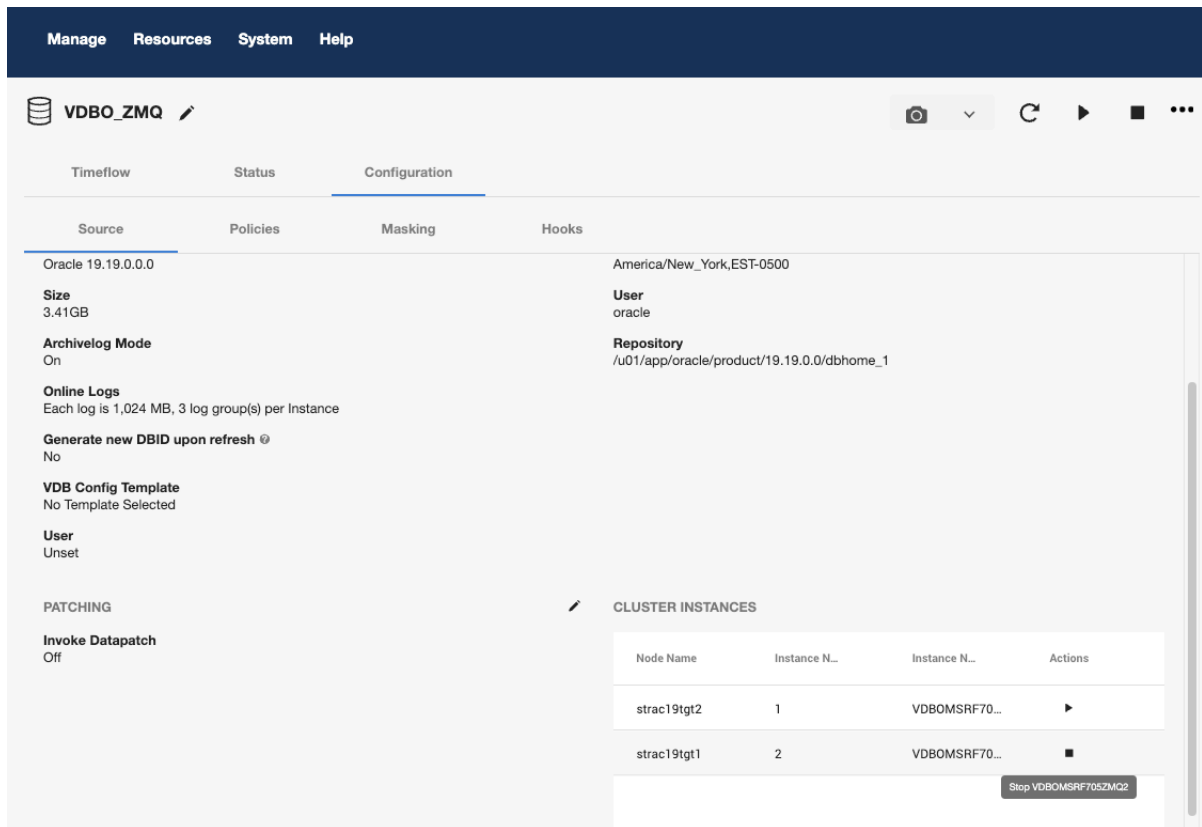 Manage Resources System Help
VDBO_ZMQ
Timeflow Status Configuration
Source Policies Masking Hooks
Oracle 19.19.0.0.0
America/New_York,EST-0500
Size
3.41GB
User
oracle
Archivelog Mode
On
Repository
/u01/app/oracle/product/19.19.0.0/dbhome_1
Online Logs
Each log is 1,024 MB, 3 log group(s) per Instance
Generate new DBID upon refresh ?
No
VDB Config Template
No Template Selected
User
Unset
PATCHING
Invoke Datapatch
Off
CLUSTER INSTANCES
Node Name Instance N... Instance N... Actions
strac19tgt2 1 VDBOMSRF70...
strac19tgt1 2 VDBOMSRF70...
Stop VDBOMSRF705ZMQ2